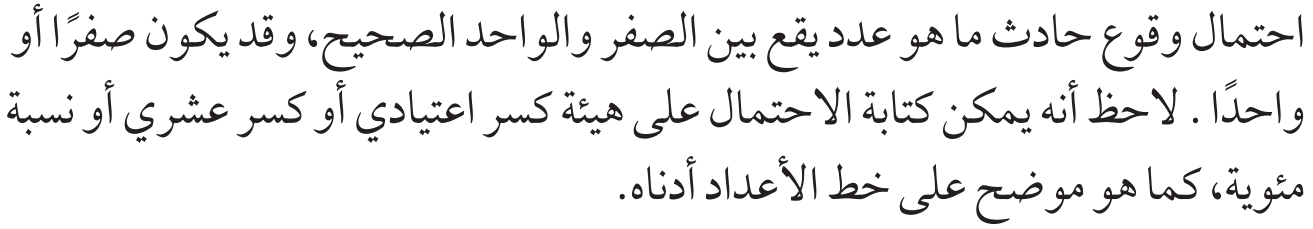 احتمال وقوع حادث ما هو عدد يقع بين الصفر والواحد الصحيح، وقد يكون صفرًا أو
واحدًا . لاحظ أنه يمكن كتابة الاحتمال على هيئة كسر اعتيادي أو كسر عشري أو نسبة
مئوية، كما هو موضح على خط الأعداد أدناه.